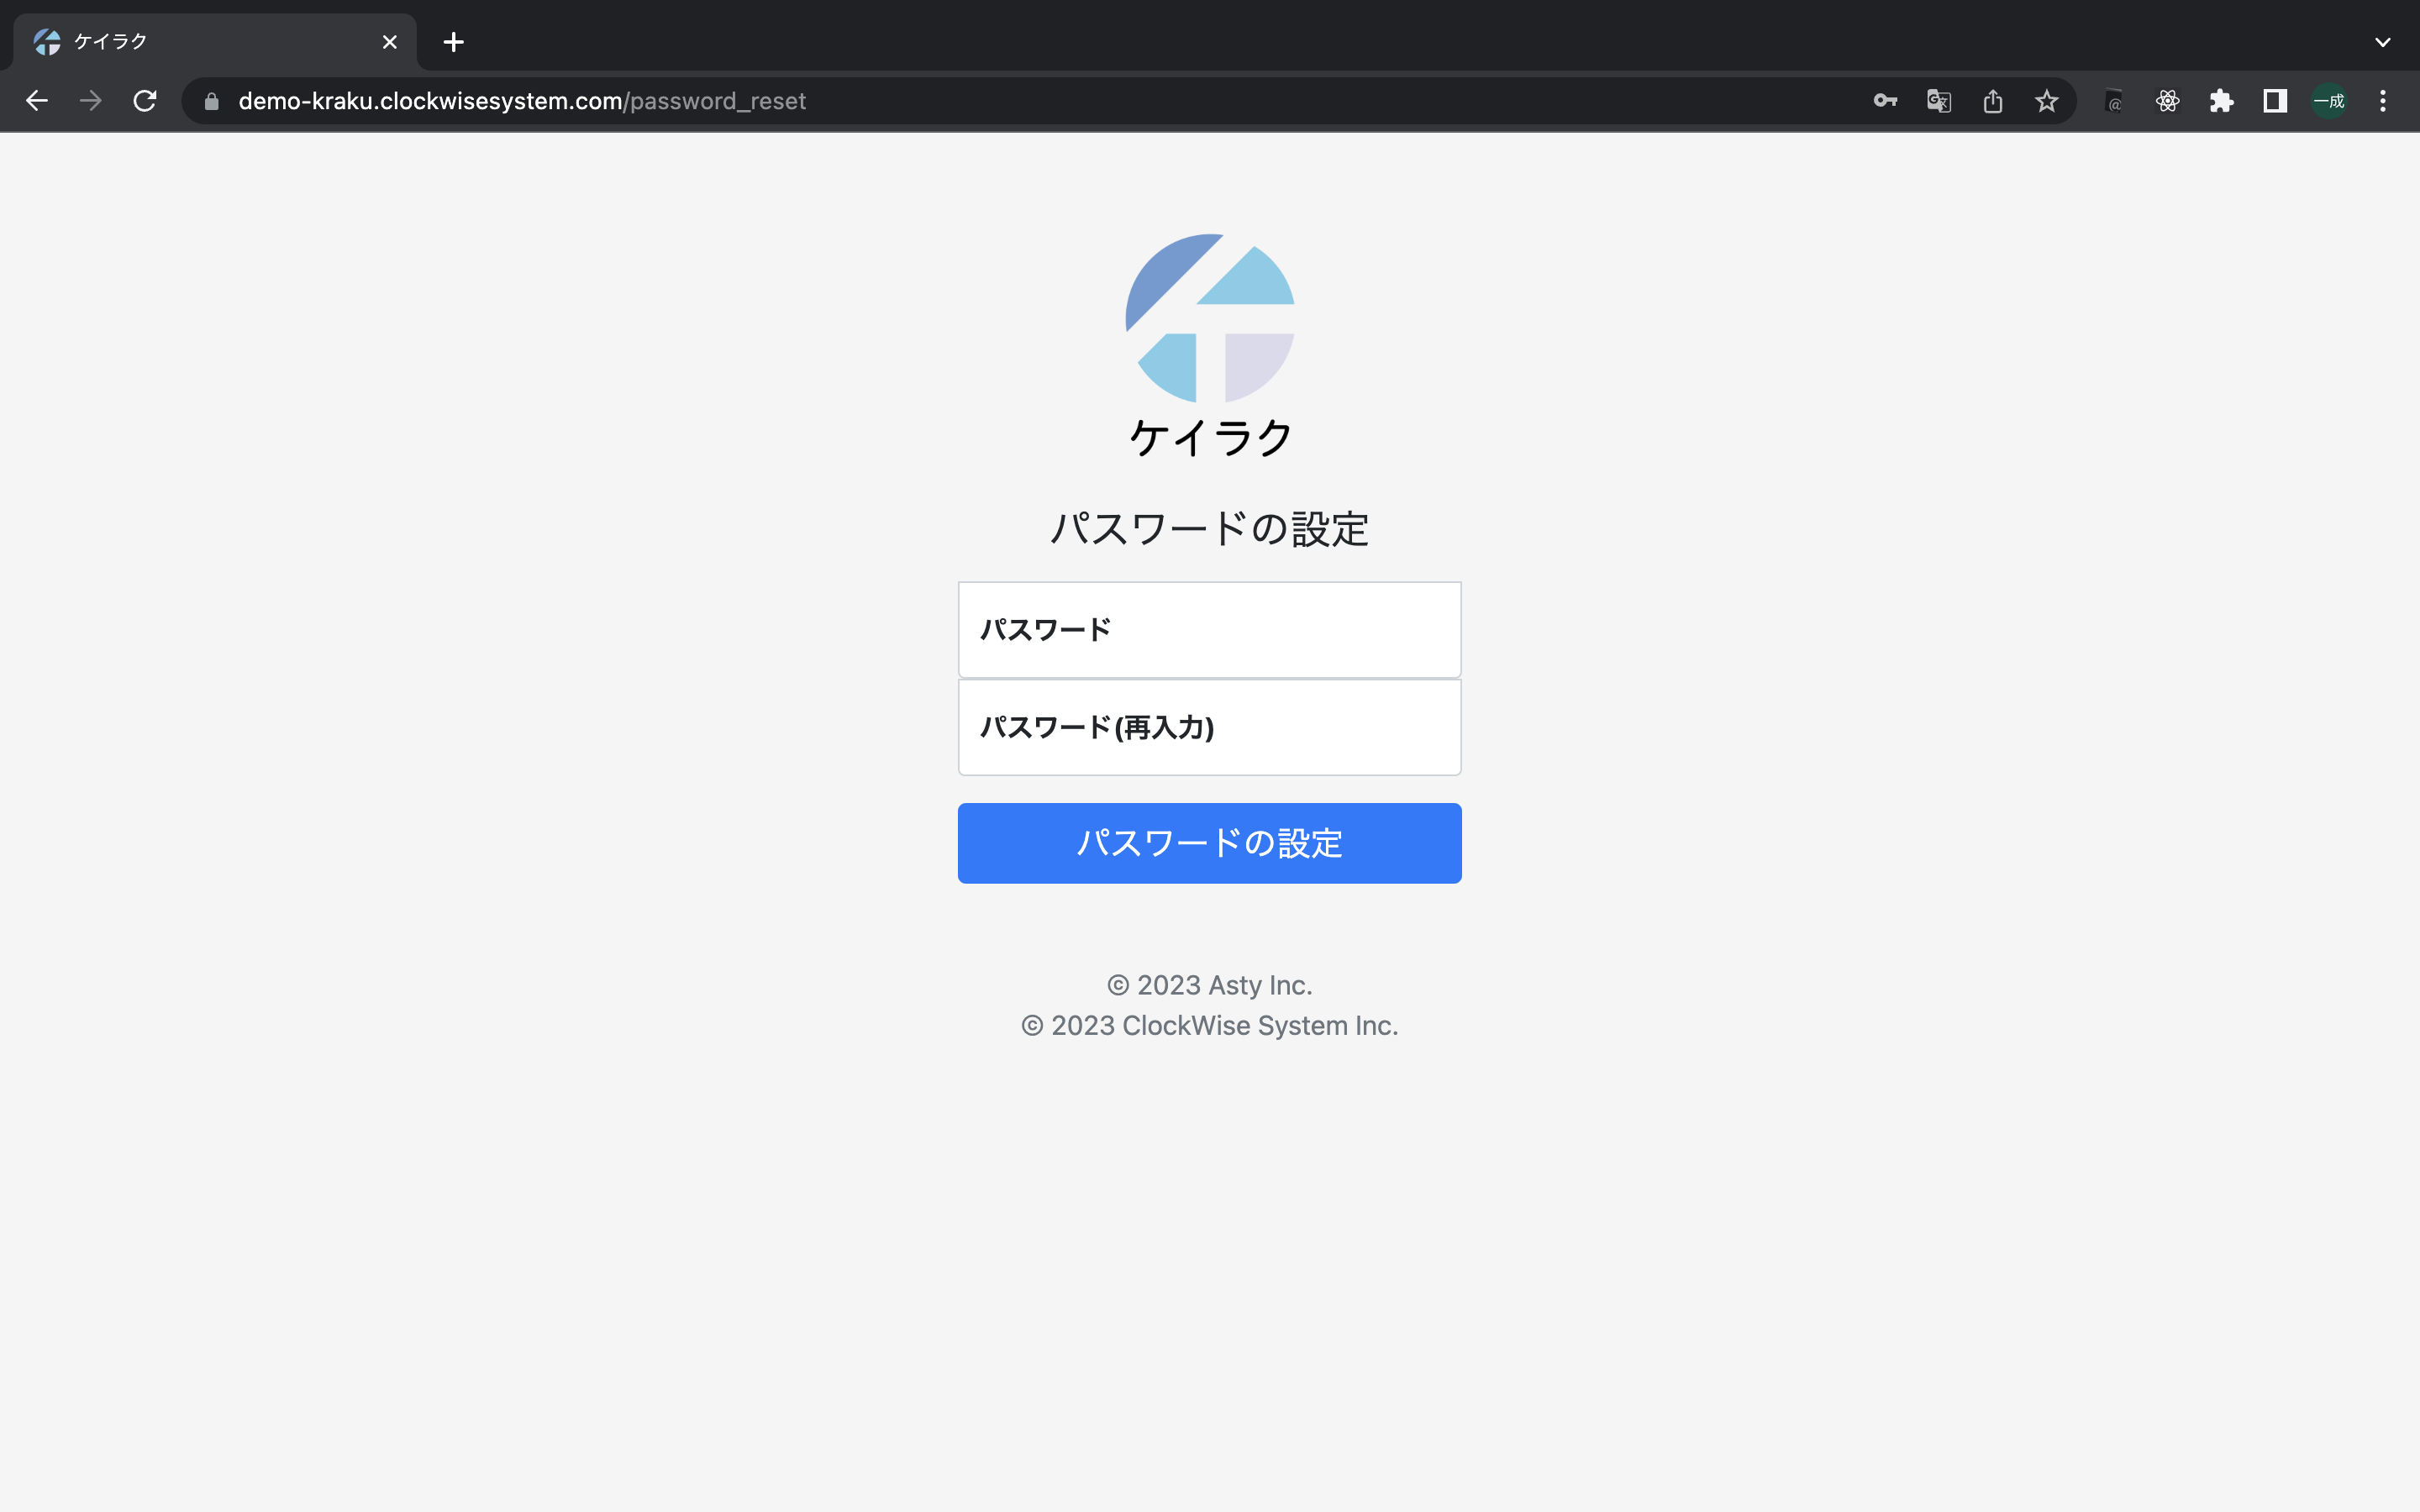 ケイラク
demo-kraku.clockwisesystem.com/password_reset
一成
ケイラク
パスワードの設定
パスワード
パスワード(再入力)
パスワードの設定
© 2023 Asty Inc.
© 2023 ClockWise System Inc.